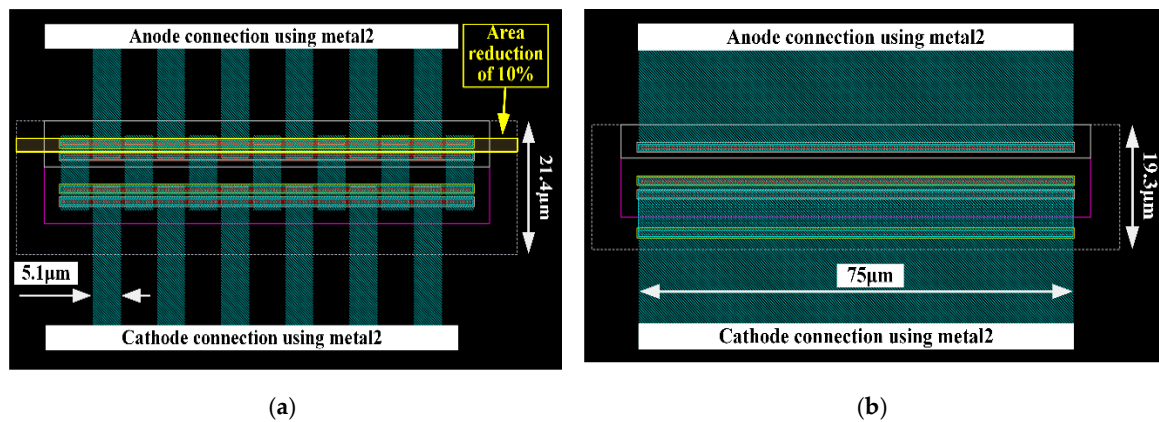 Anode connection using metal2
Area
reduction
of 10%
21.4μm
5.1μm
Cathode connection using metal2
(a)
Anode connection using metal2
19.3μm
75μm
Cathode connection using metal2
(b)